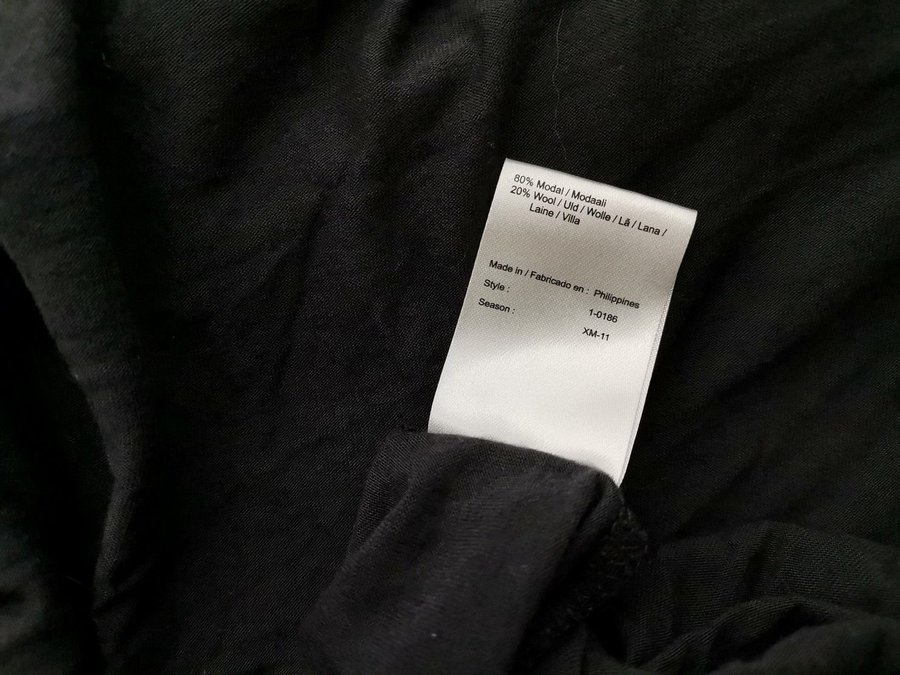 80% Modal / Modaali
20% Wool / Uld / Wolle / Lã / Lana /
Laine / Villa
Made in / Fabricado en : Philippines
Style : 1-0186
Season : XM-11